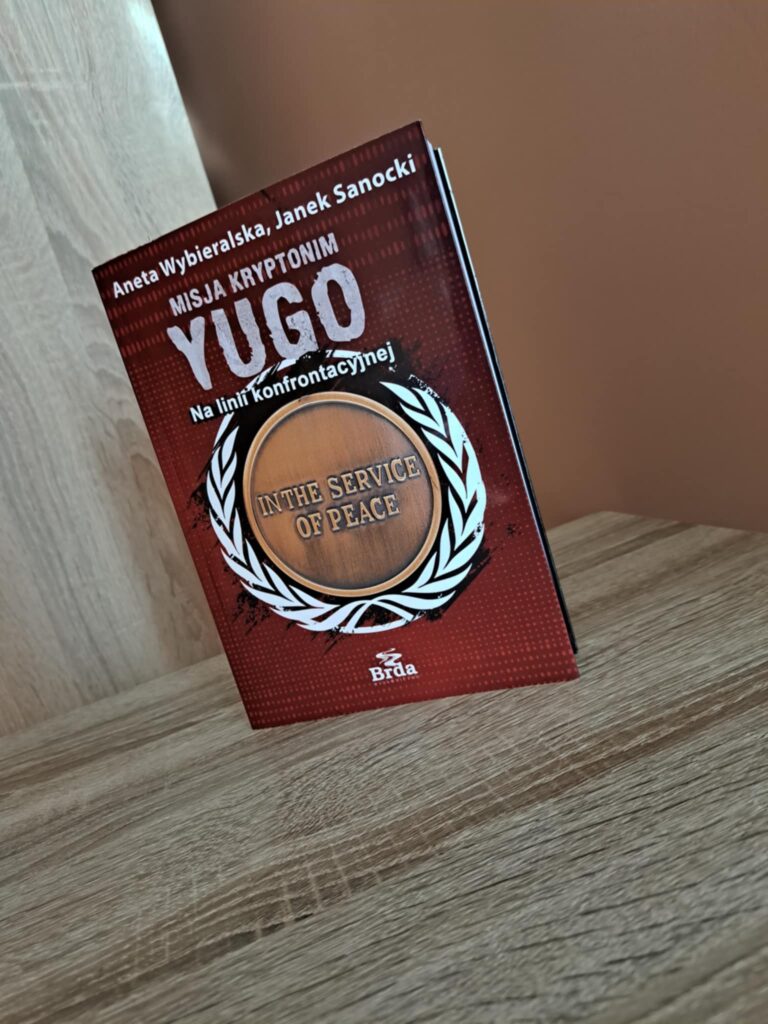 Aneta Wybieralska, Janek Sanocki
MISJA KRYPTONIM
YUGO
Na linii konfrontacyjnej
IN THE SERVICE
OF PEACE
Brda